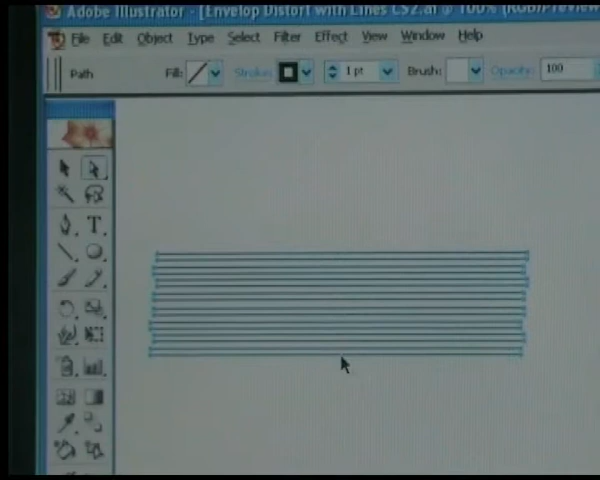 Adobe Illustrator - [Envelop Distort with Lines CS2.ai @ 100% (RGB/Preview
File Edit Object Type Select Filter Effect View Window Help
Path Fill: Stroke: 1 pt Brush: Opacity: 100
T